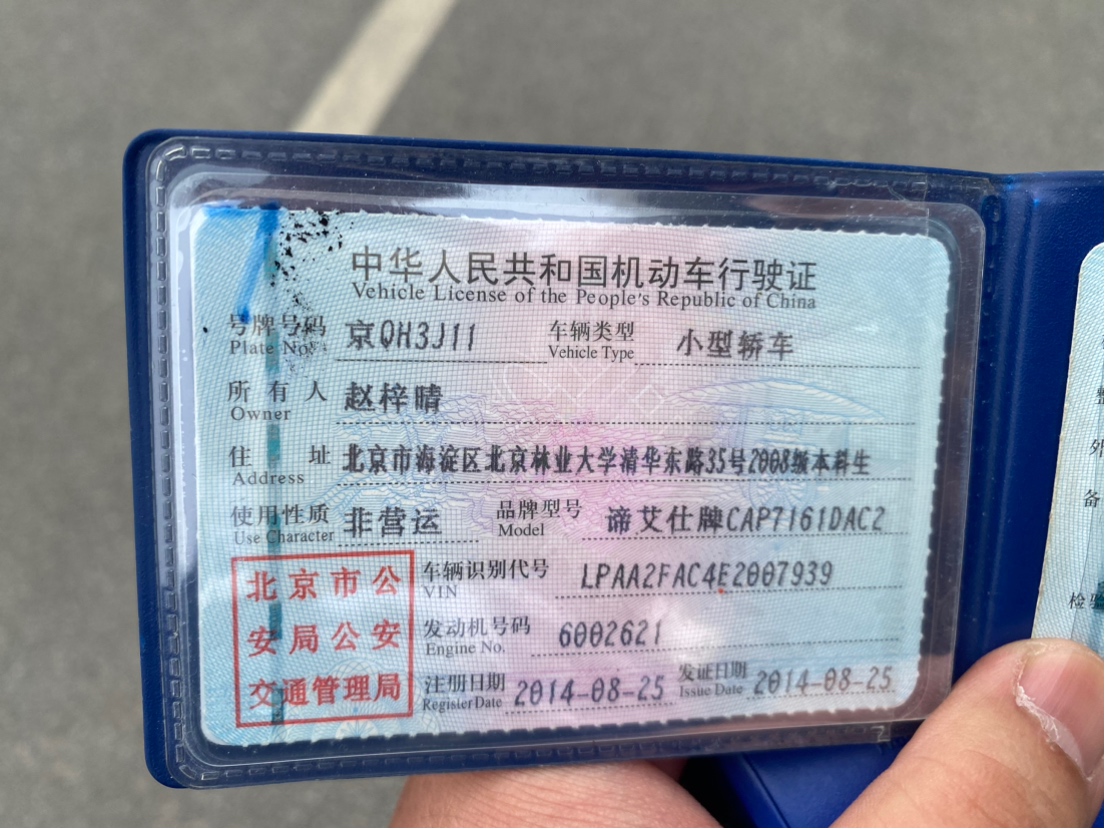 中华人民共和国机动车行驶证
Vehicle License of the People's Republic of China
号牌号码 京QH3J11 车辆类型 小型轿车
Plate No. Vehicle Type
所有人 赵梓晴
Owner
住址 北京市海淀区北京林业大学清华东路35号2008级本科生
Address
使用性质 非营运 品牌型号 谛艾仕牌CAP7161DAC2
Use Character Model
北京市公
安局公安
交通管理局
车辆识别代号 LPAA2FAC4E2007939
VIN
发动机号码 6002621
Engine No.
注册日期 2014-08-25 发证日期 2014-08-25
Register Date Issue Date
整
外
备
检验